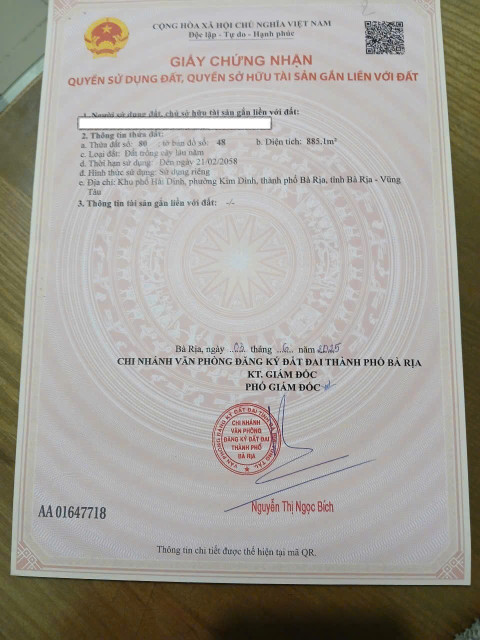 2
CỘNG HÒA XÃ HỘI CHỦ NGHĨA VIỆT NAM
Độc lập - Tự do - Hạnh phúc
GIẤY CHỨNG NHẬN
QUYỀN SỬ DỤNG ĐẤT, QUYỀN SỞ HỮU TÀI SẢN GẮN LIỀN VỚI ĐẤT
1. Người sử dụng đất, chủ sở hữu tài sản gắn liền với đất:
2. Thông tin thửa đất:
a. Thửa đất số: 80 ; tờ bản đồ số: 48 b. Diện tích: 885.1m²
c. Loại đất: Đất trồng cây lâu năm
d. Thời hạn sử dụng : Đến ngày 21/02/2058
đ. Hình thức sử dụng: Sử dụng riêng
e. Địa chỉ: Khu phố Hải Dinh, phường Kim Dinh, thành phố Bà Rịa, tỉnh Bà Rịa - Vũng
Tàu
3. Thông tin tài sản gắn liền với đất: -/-
Bà Rịa, ngày ..03.. tháng ..6.. năm 2025
CHI NHÁNH VĂN PHÒNG ĐĂNG KÝ ĐẤT ĐAI THÀNH PHỐ BÀ RỊA
KT. GIÁM ĐỐC
PHÓ GIÁM ĐỐC
CHI NHÁNH
VĂN PHÒNG
ĐĂNG KÝ ĐẤT ĐAI
THÀNH PHỐ
BÀ RỊA
Nguyễn Thị Ngọc Bích
AA 01647718
Thông tin chi tiết được thể hiện tại mã QR.